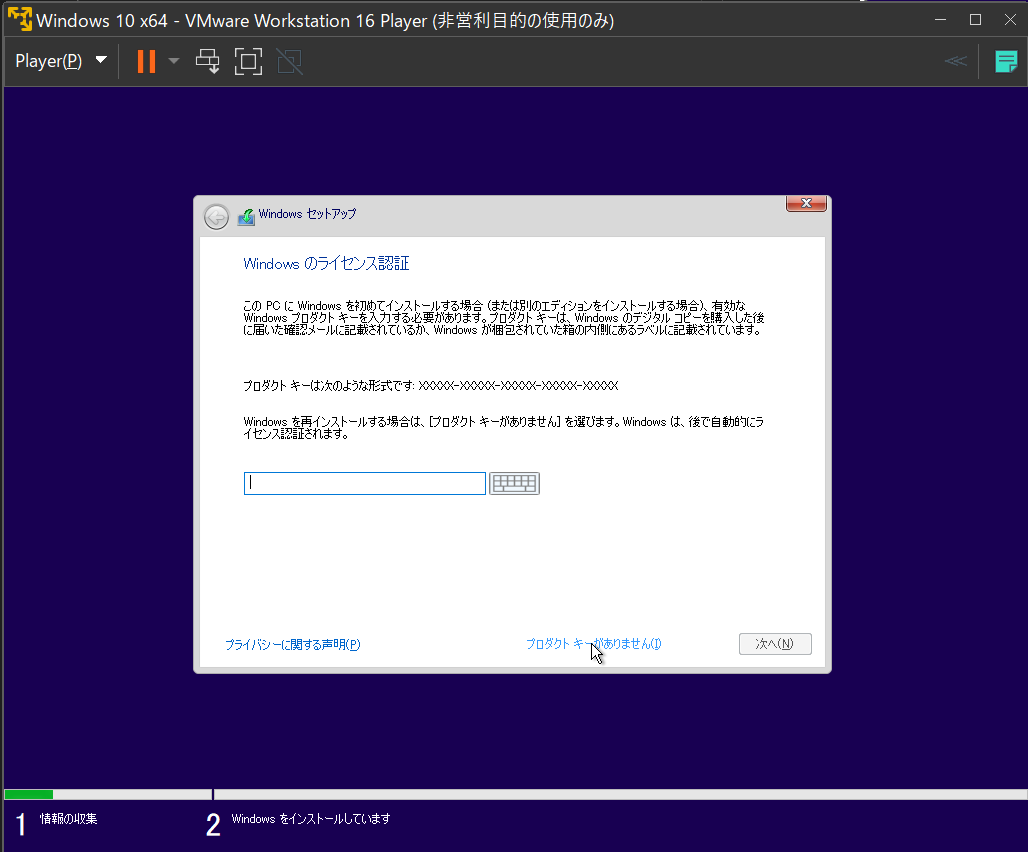 Windows 10 x64 - VMware Workstation 16 Player (非営利目的の使用のみ)
Player(P)
Windows セットアップ
Windows のライセンス認証
この PC に Windows を初めてインストールする場合 (または別のエディションをインストールする場合)、有効な
Windows プロダクト キーを入力する必要があります。プロダクト キーは、Windows のデジタル コピーを購入した後
に届いた確認メールに記載されているか、Windows が梱包されていた箱の内側にあるラベルに記載されています。
プロダクト キーは次のような形式です: XXXXX-XXXXX-XXXXX-XXXXX-XXXXX
Windows を再インストールする場合は、[プロダクト キーがありません] を選びます。Windows は、後で自動的にラ
イセンス認証されます。
プライバシーに関する声明(P)
プロダクト キーがありません(I)
次へ(N)
1 情報の収集
2 Windows をインストールしています